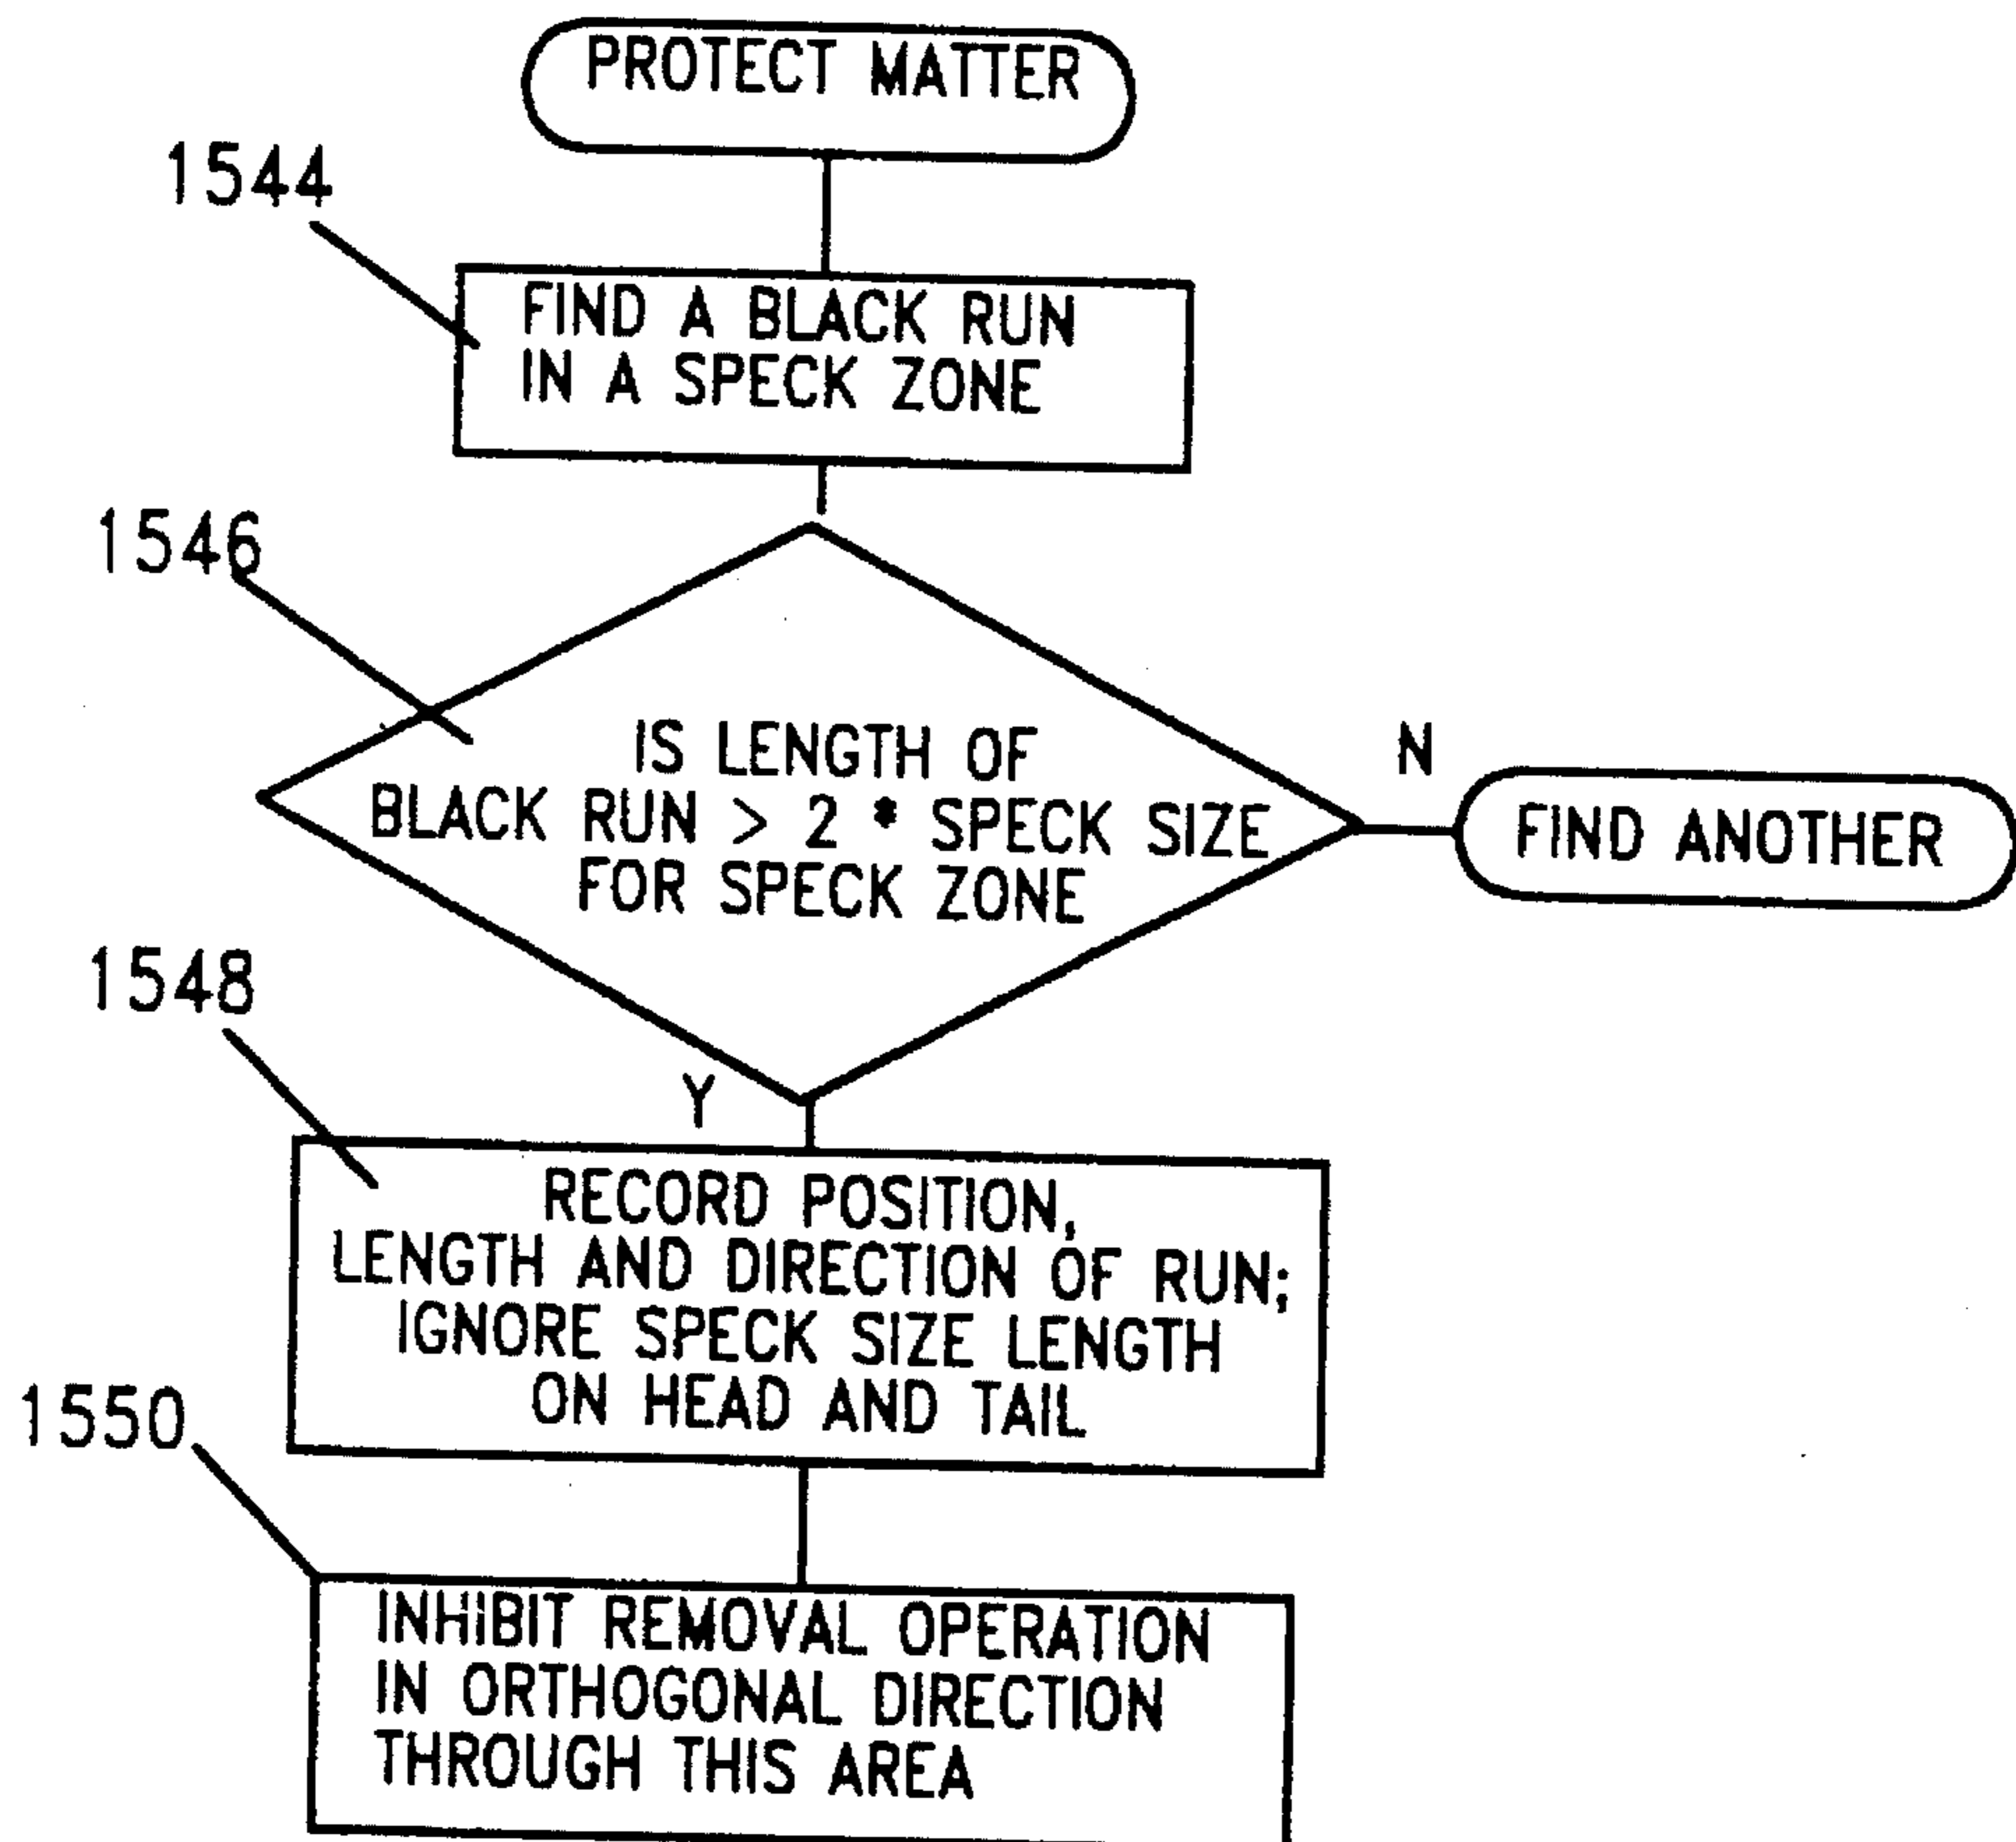 PROTECT MATTER
1544
FIND A BLACK RUN
IN A SPECK ZONE
1546
IS LENGTH OF
BLACK RUN > 2 * SPECK SIZE
FOR SPECK ZONE
N
FIND ANOTHER
1548
Y
RECORD POSITION,
LENGTH AND DIRECTION OF RUN;
IGNORE SPECK SIZE LENGTH
ON HEAD AND TAIL
1550
INHIBIT REMOVAL OPERATION
IN ORTHOGONAL DIRECTION
THROUGH THIS AREA